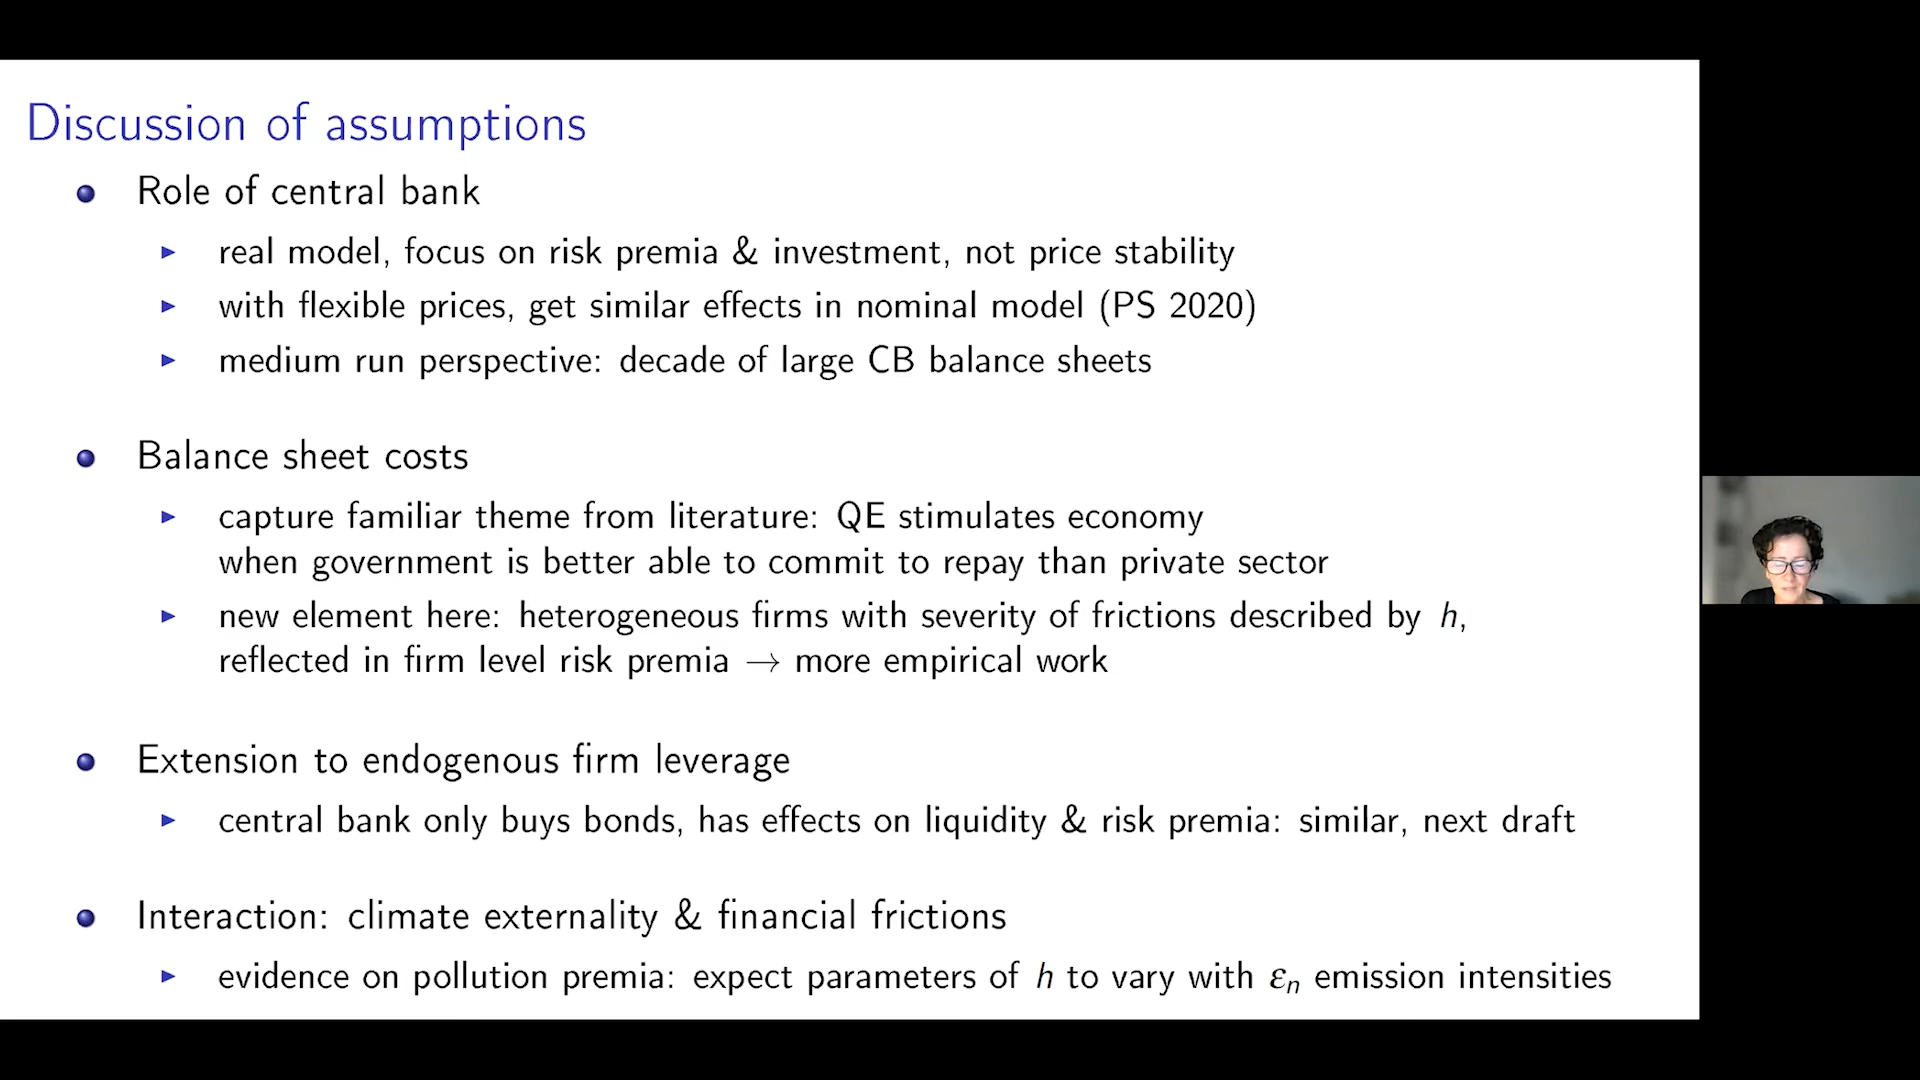 Discussion of assumptions
Role of central bank
real model, focus on risk premia & investment, not price stability
with flexible prices, get similar effects in nominal model (PS 2020)
medium run perspective: decade of large CB balance sheets
Balance sheet costs
capture familiar theme from literature: QE stimulates economy
when government is better able to commit to repay than private sector
new element here: heterogeneous firms with severity of frictions described by h,
reflected in firm level risk premia → more empirical work
Extension to endogenous firm leverage
central bank only buys bonds, has effects on liquidity & risk premia: similar, next draft
Interaction: climate externality & financial frictions
evidence on pollution premia: expect parameters of h to vary with εₙ emission intensities